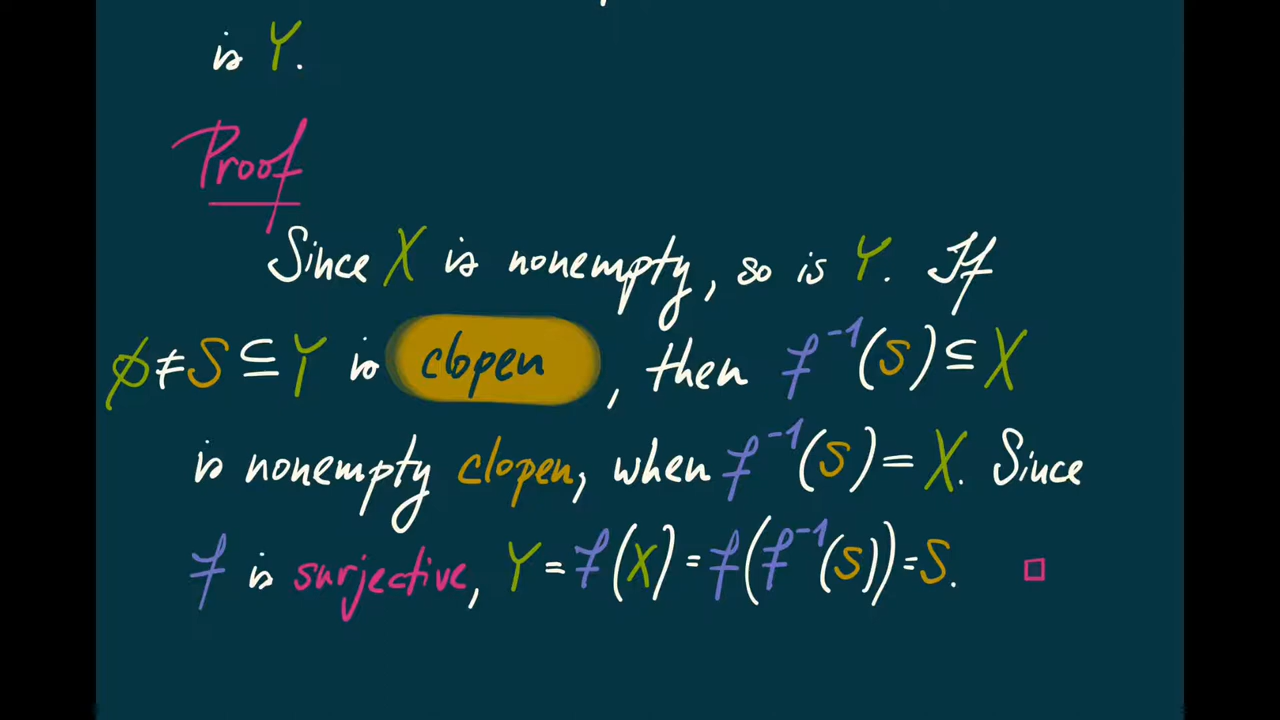 is Y.
Proof
Since X is nonempty, so is Y. If
∅≠S⊆Y is clopen, then f⁻¹(S)⊆X
is nonempty clopen, when f⁻¹(S)=X. Since
f is surjective, Y=f(X)=f(f⁻¹(S))=S. □